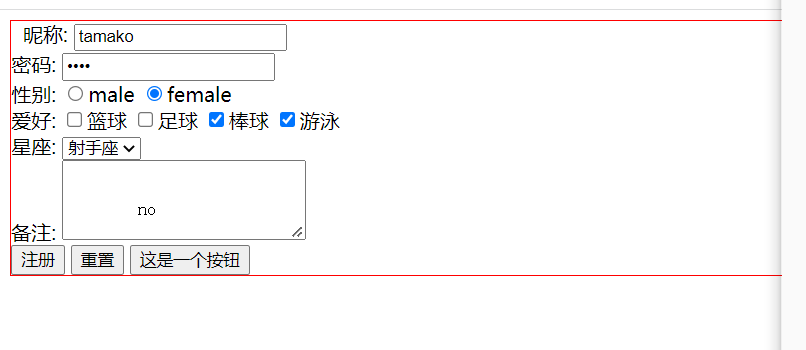 昵称: tamako
密码: ••••
性别: male female
爱好: 篮球 足球 棒球 游泳
星座: 射手座
no
备注:
注册 重置 这是一个按钮